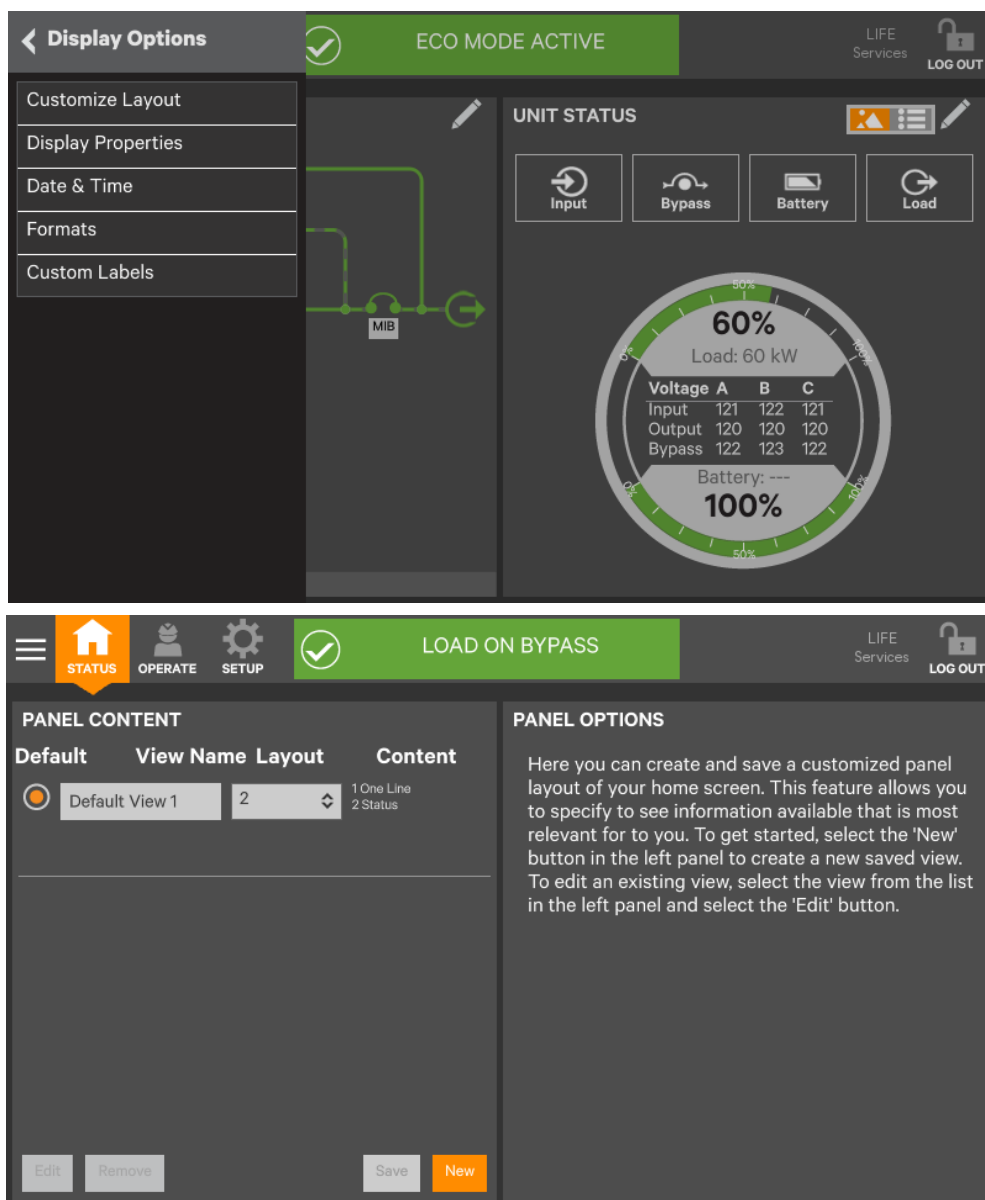 Display Options
ECO MODE ACTIVE
LIFE
Services
LOG OUT
Customize Layout
Display Properties
Date & Time
Formats
Custom Labels
MIB
UNIT STATUS
Input
Bypass
Battery
Load
50%
0%
100%
60%
Load: 60 kW
Voltage A B C
Input 121 122 121
Output 120 120 120
Bypass 122 123 122
Battery: ---
100%
0%
100%
50%
STATUS
OPERATE
SETUP
LOAD ON BYPASS
LIFE
Services
LOG OUT
PANEL CONTENT
Default View Name Layout Content
Default View 1 2
1 One Line
2 Status
Edit Remove Save New
PANEL OPTIONS
Here you can create and save a customized panel
layout of your home screen. This feature allows you
to specify to see information available that is most
relevant for to you. To get started, select the 'New'
button in the left panel to create a new saved view.
To edit an existing view, select the view from the list
in the left panel and select the 'Edit' button.